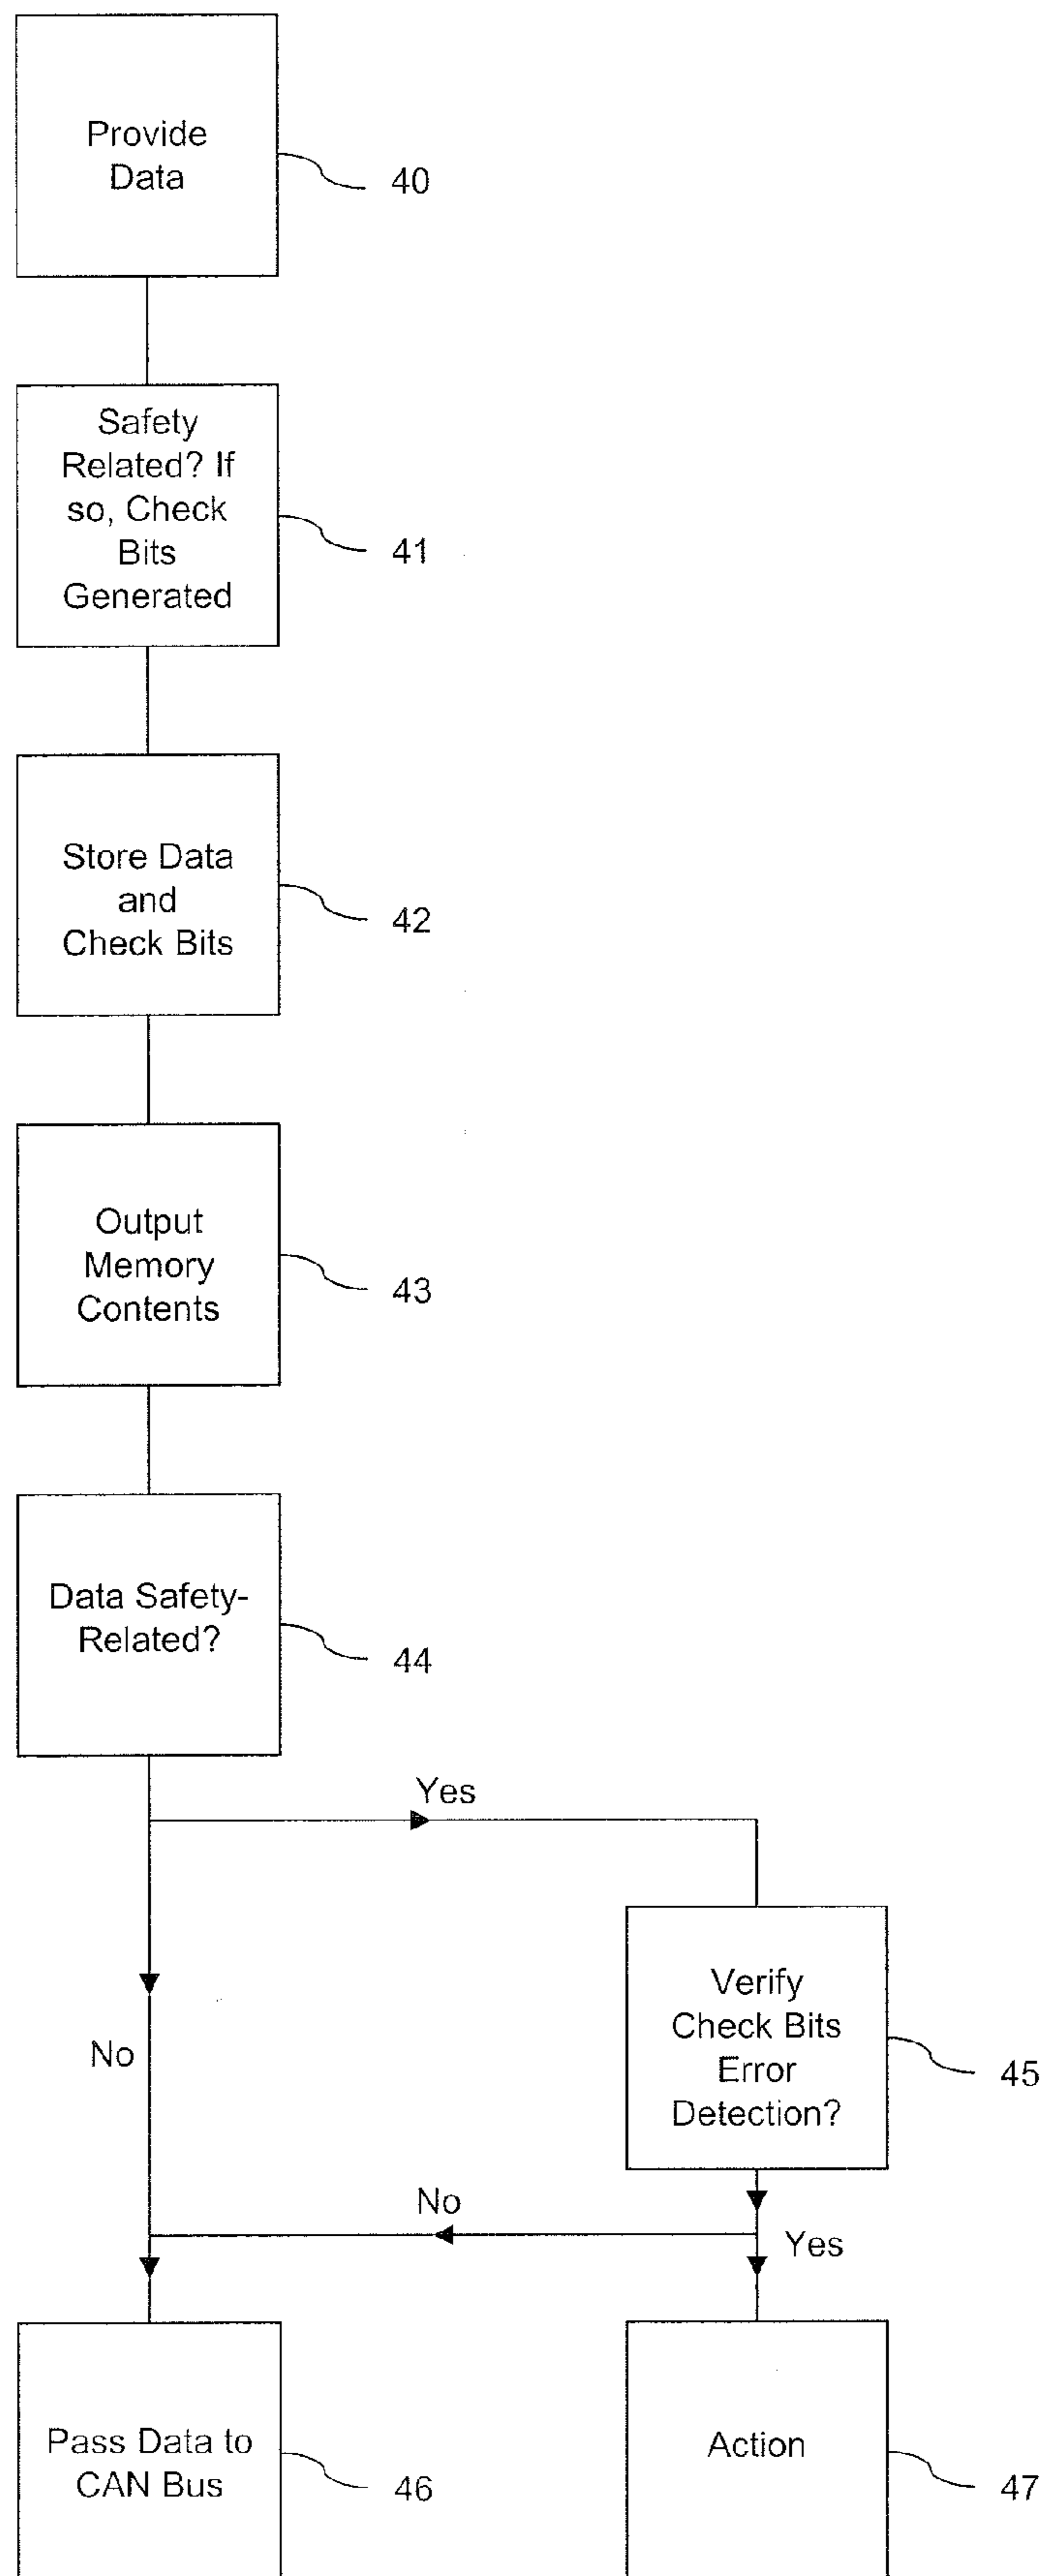 Provide
Data
40
Safety
Related? If
so, Check
Bits
Generated
41
Store Data
and
Check Bits
42
Output
Memory
Contents
43
Data Safety-
Related?
44
Yes
No
Verify
Check Bits
Error
Detection?
45
No
Yes
Pass Data to
CAN Bus
46
Action
47